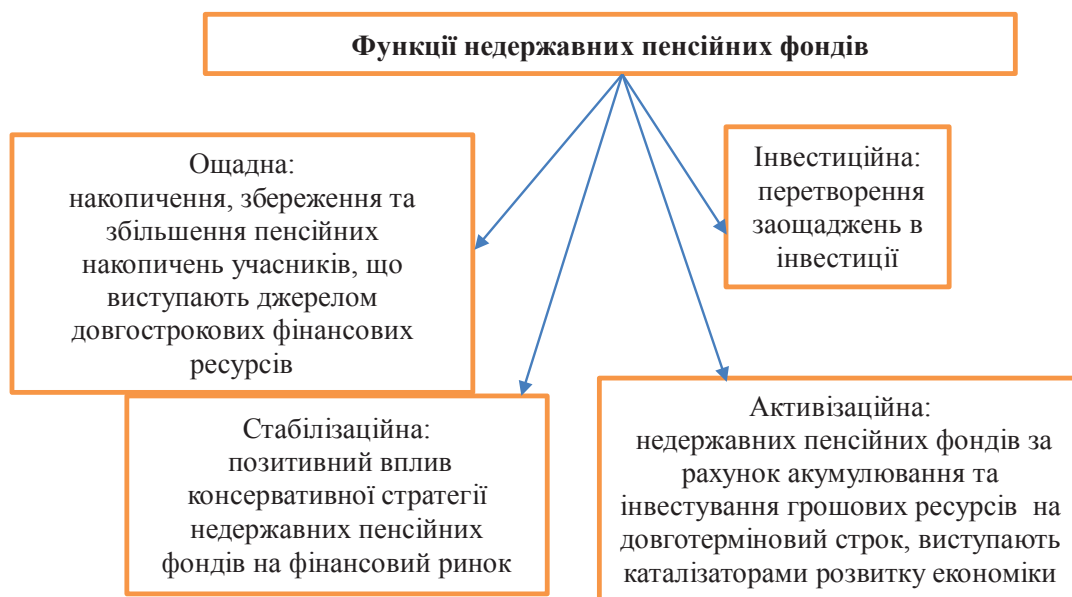 Функції недержавних пенсійних фондів
Ощадна:
накопичення, збереження та
збільшення пенсійних
накопичень учасників, що
виступають джерелом
довгострокових фінансових
ресурсів
Інвестиційна:
перетворення
заощаджень в
інвестиції
Стабілізаційна:
позитивний вплив
консервативної стратегії
недержавних пенсійних
фондів на фінансовий ринок
Активізаційна:
недержавних пенсійних фондів за
рахунок акумулювання та
інвестування грошових ресурсів на
довготерміновий строк, виступають
каталізаторами розвитку економіки